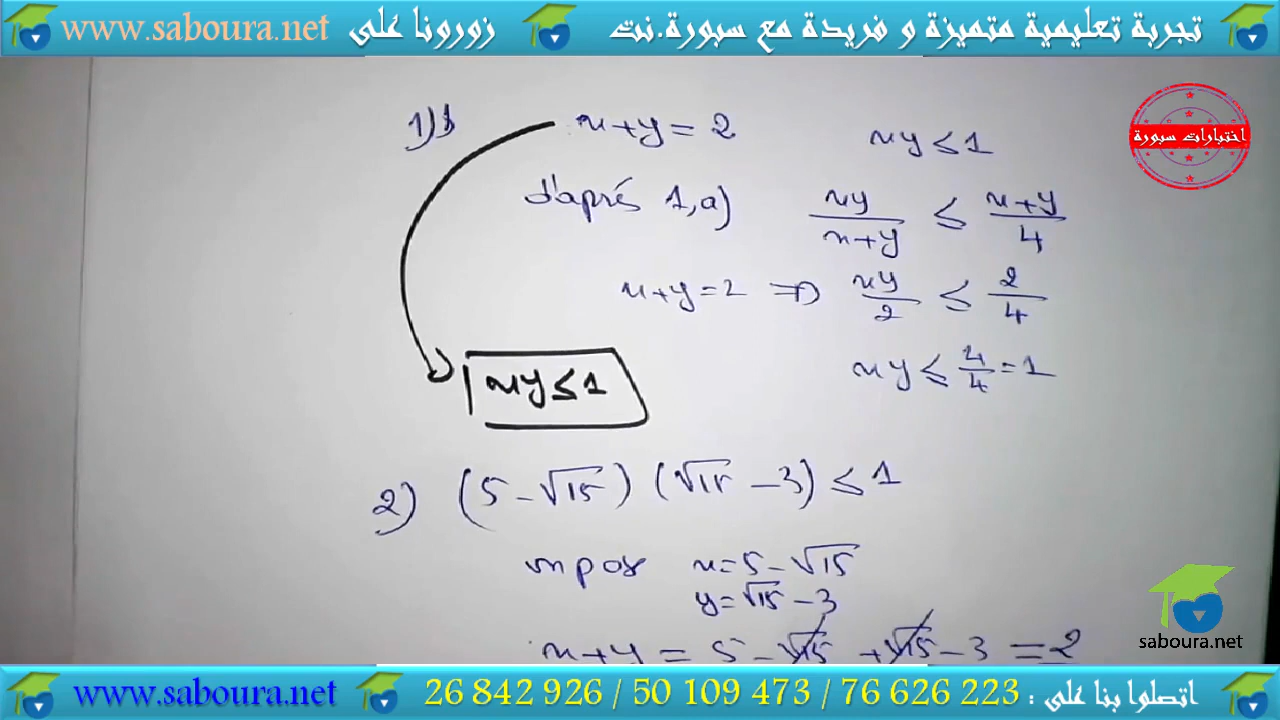 www.saboura.net زورونا على تجربة تعليمية متميزة و فريدة مع سبورة.نت
اختبارات سبورة
1) b x+y = 2 xy ≤ 1
d'aprés 1,a) xy/(x+y) ≤ (x+y)/4
x+y=2 ⇒ xy/2 ≤ 2/4
xy ≤ 4/4 = 1
xy ≤ 1
2) (5-√15) (√15 -3) ≤ 1
on pose x=5-√15
y=√15 -3
x+y = 5-√15 +√15-3 = 2
saboura.net
www.saboura.net 26 842 926 / 50 109 473 / 76 626 223 : اتصلوا بنا على